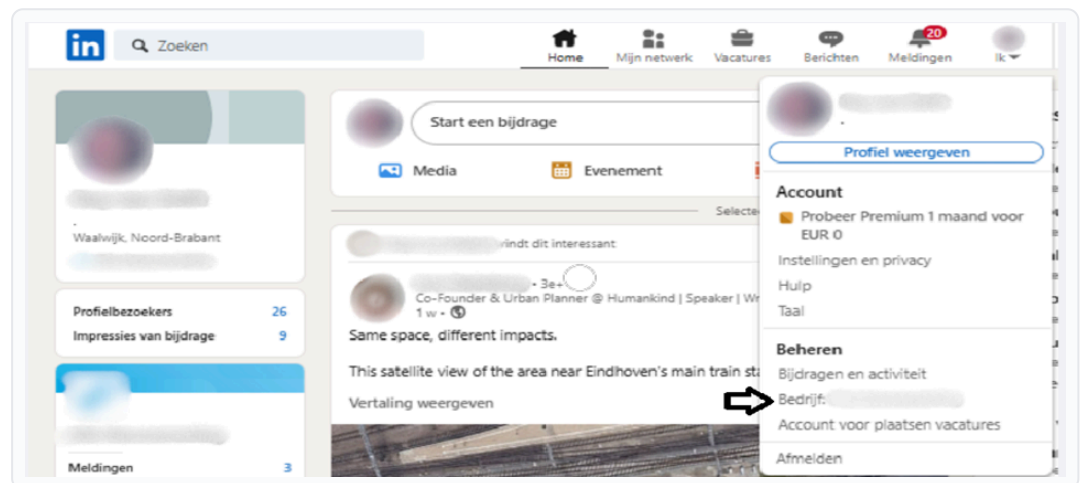 in
Zoeken
Home
Mijn netwerk
Vacatures
Berichten
20
Meldingen
Ik
Waalwijk, Noord-Brabant
Profielbezoekers 26
Impressies van bijdrage 9
Meldingen 3
Start een bijdrage
Media
Evenement
vindt dit interessant
• 3e+
Co-Founder & Urban Planner @ Humankind | Speaker |
1 w •
Same space, different impacts.
This satellite view of the area near Eindhoven's main train
Vertaling weergeven
Profiel weergeven
Account
Probeer Premium 1 maand voor
EUR 0
Instellingen en privacy
Hulp
Taal
Beheren
Bijdragen en activiteit
Bedrijf:
Account voor plaatsen vacatures
Afmelden